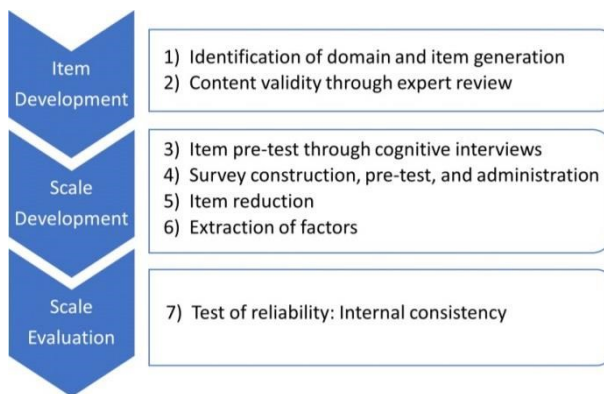 Item
Development
1) Identification of domain and item generation
2) Content validity through expert review
Scale
Development
3) Item pre-test through cognitive interviews
4) Survey construction, pre-test, and administration
5) Item reduction
6) Extraction of factors
Scale
Evaluation
7) Test of reliability: Internal consistency